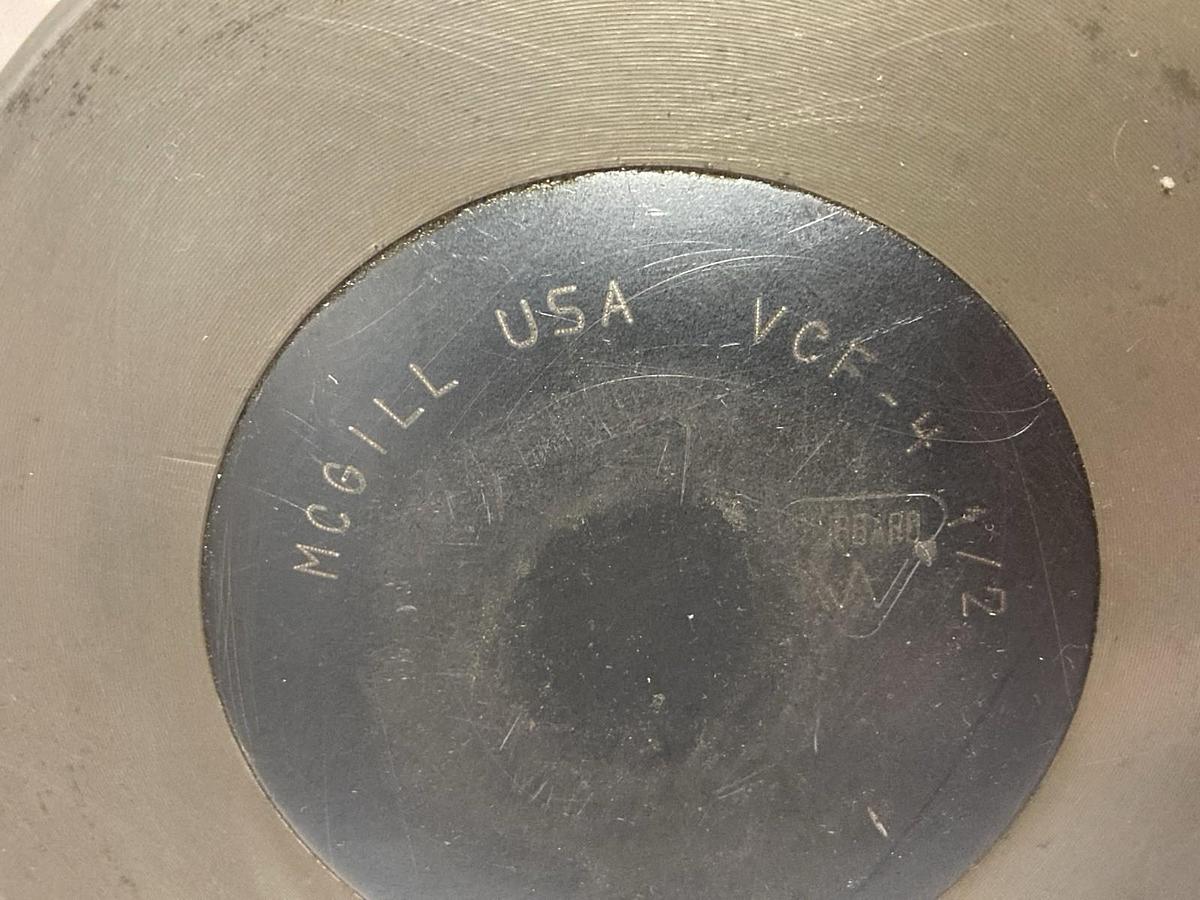 MCGILL USA VCF-4 1/2